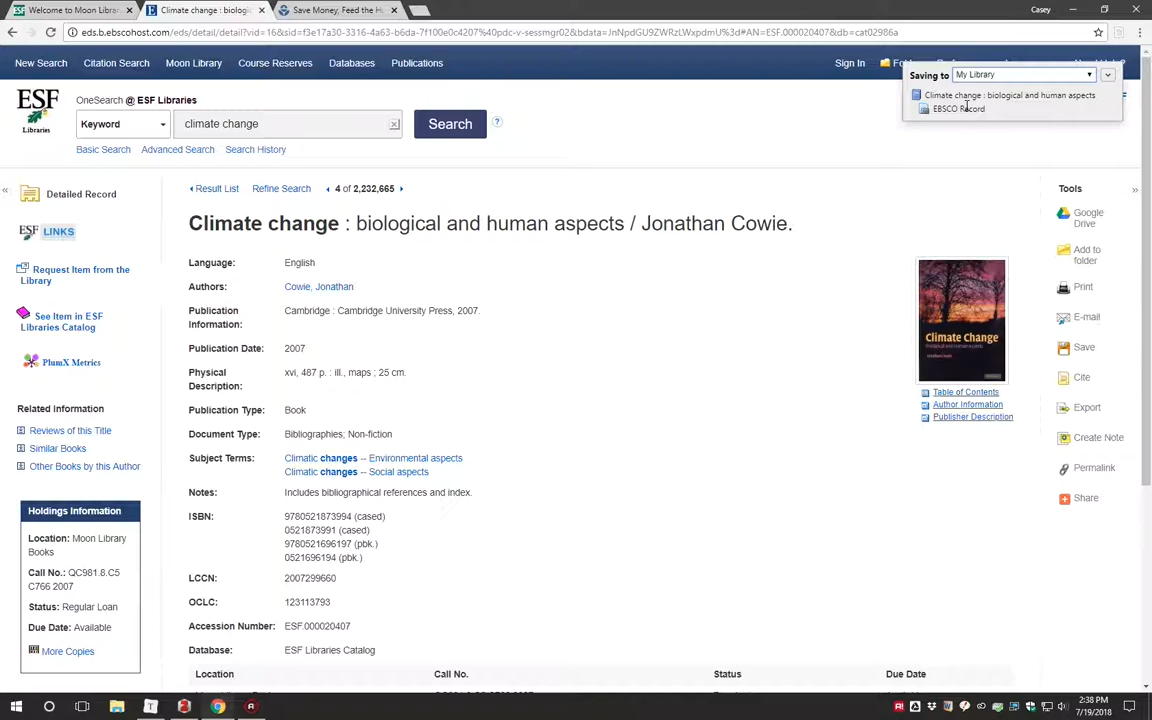 Welcome to Moon Librar
Climate change : biologic
Save Money, Feed the Hu
Casey
eds.b.ebscohost.com/eds/detail/detail?vid=16&sid=f3e17a30-3316-4a63-b6da-7f100e0c4207%40pdc-v-sessmgr02&bdata=JnNpdGU9ZWRzLWxpdmU%3d#AN=ESF.000020407&db=cat02986a
New Search
Citation Search
Moon Library
Course Reserves
Databases
Publications
Sign In
Saving to
My Library
Climate change : biological and human aspects
EBSCO Record
ESF
Libraries
OneSearch @ ESF Libraries
Keyword
climate change
Search
?
Basic Search
Advanced Search
Search History
«
Detailed Record
ESF LINKS
Request Item from the
Library
See Item in ESF
Libraries Catalog
PlumX Metrics
Related Information
Reviews of this Title
Similar Books
Other Books by this Author
Holdings Information
Location: Moon Library
Books
Call No.: QC981.8.C5
C766 2007
Status: Regular Loan
Due Date: Available
More Copies
Result List
Refine Search
4 of 2,232,665
Climate change : biological and human aspects / Jonathan Cowie.
Language: English
Authors: Cowie, Jonathan
Publication Information: Cambridge : Cambridge University Press, 2007.
Publication Date: 2007
Physical Description: xvi, 487 p. : ill., maps ; 25 cm.
Publication Type: Book
Document Type: Bibliographies; Non-fiction
Subject Terms: Climatic changes -- Environmental aspects
Climatic changes -- Social aspects
Notes: Includes bibliographical references and index.
ISBN: 9780521873994 (cased)
0521873991 (cased)
9780521696197 (pbk.)
0521696194 (pbk.)
LCCN: 2007299660
OCLC: 123113793
Accession Number: ESF.000020407
Database: ESF Libraries Catalog
Location
Call No.
Status
Due Date
Climate Change
Table of Contents
Author Information
Publisher Description
Tools
»
Google
Drive
Add to
folder
Print
E-mail
Save
Cite
Export
Create Note
Permalink
Share
2:38 PM
7/19/2018